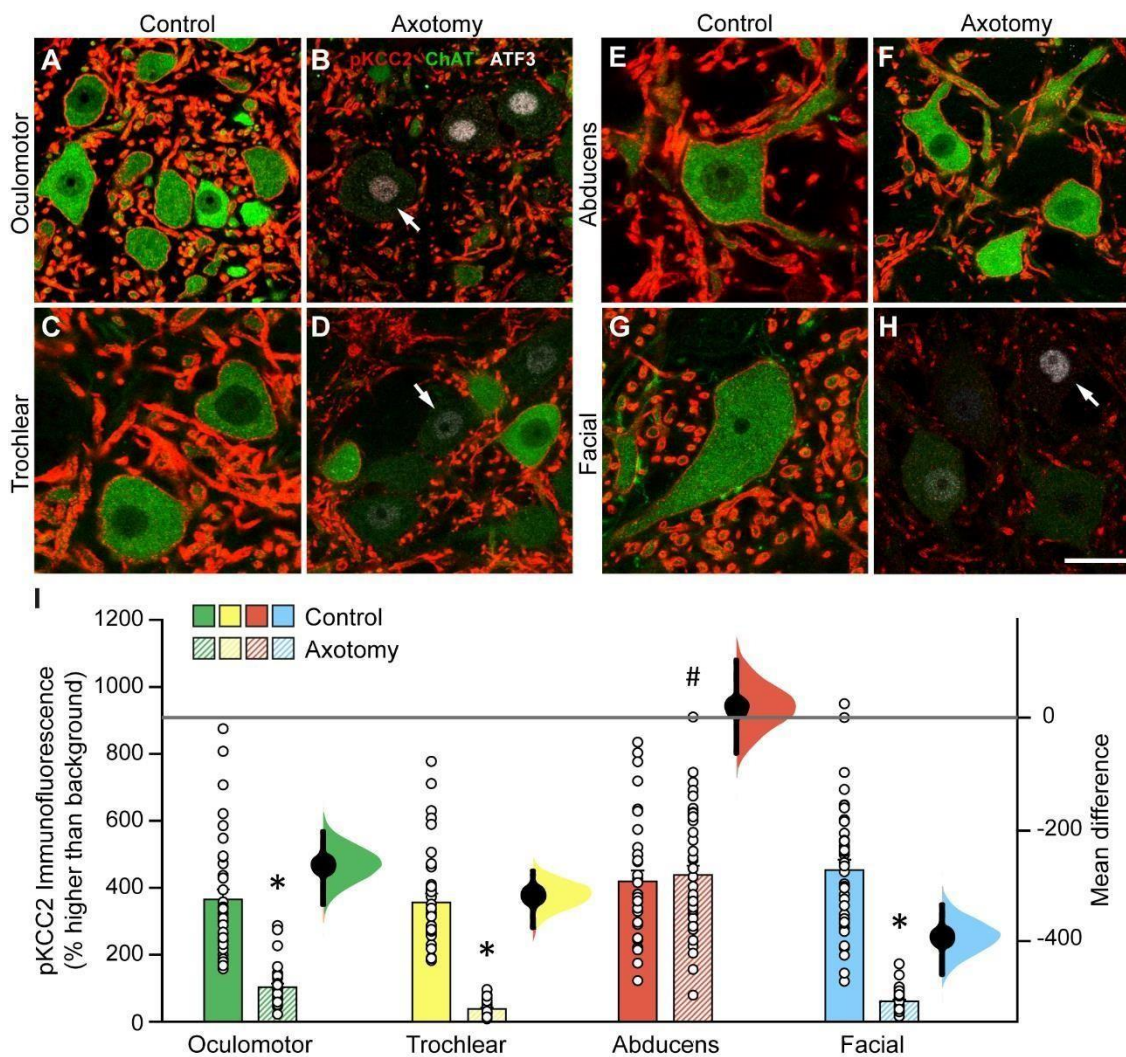 Control Axotomy Control Axotomy
A B pKCC2 ChAT ATF3 E F
Oculomotor
Abducens
C D G H
Trochlear
Facial
I
1200
1000
800
600
400
200
0
pKCC2 Immunofluorescence
(% higher than background)
Control
Axotomy
* * # *
0
-200
-400
Mean difference
Oculomotor Trochlear Abducens Facial